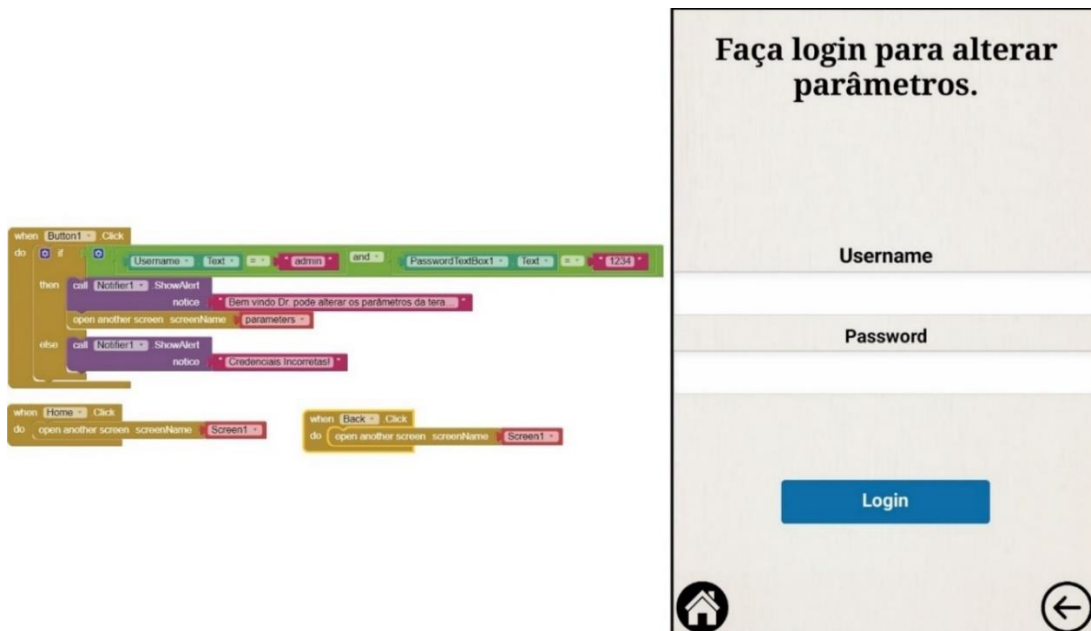 when Button1 .Click
do if Username . Text = " admin " and PasswordTextBox1 . Text = " 1234 "
then call Notifier1 .ShowAlert
notice " Bem vindo Dr. pode alterar os parâmetros da tera... "
open another screen screenName parameters
else call Notifier1 .ShowAlert
notice " Credenciais Incorretas! "
when Home .Click
do open another screen screenName Screen1
when Back .Click
do open another screen screenName Screen1
Faça login para alterar
parâmetros.
Username
Password
Login